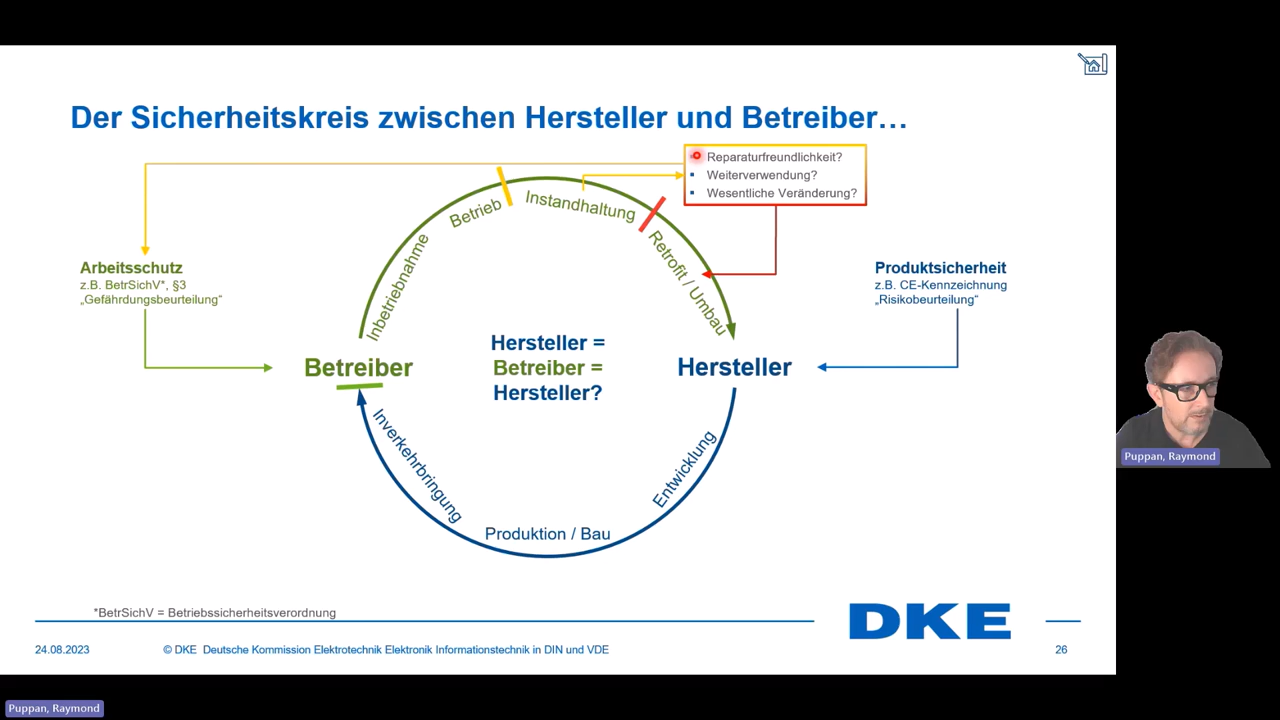 Der Sicherheitskreis zwischen Hersteller und Betreiber…
Reparaturfreundlichkeit?
Weiterverwendung?
Wesentliche Veränderung?
Betrieb
Instandhaltung
Inbetriebnahme
Retrofit / Umbau
Arbeitsschutz
z.B. BetrSichV*, §3
„Gefährdungsbeurteilung“
Produktsicherheit
z.B. CE-Kennzeichnung
„Risikobeurteilung“
Hersteller =
Betreiber =
Hersteller?
Betreiber
Hersteller
Inverkehrbringung
Entwicklung
Produktion / Bau
Puppan, Raymond
*BetrSichV = Betriebssicherheitsverordnung
DKE
24.08.2023
© DKE Deutsche Kommission Elektrotechnik Elektronik Informationstechnik in DIN und VDE
26
Puppan, Raymond